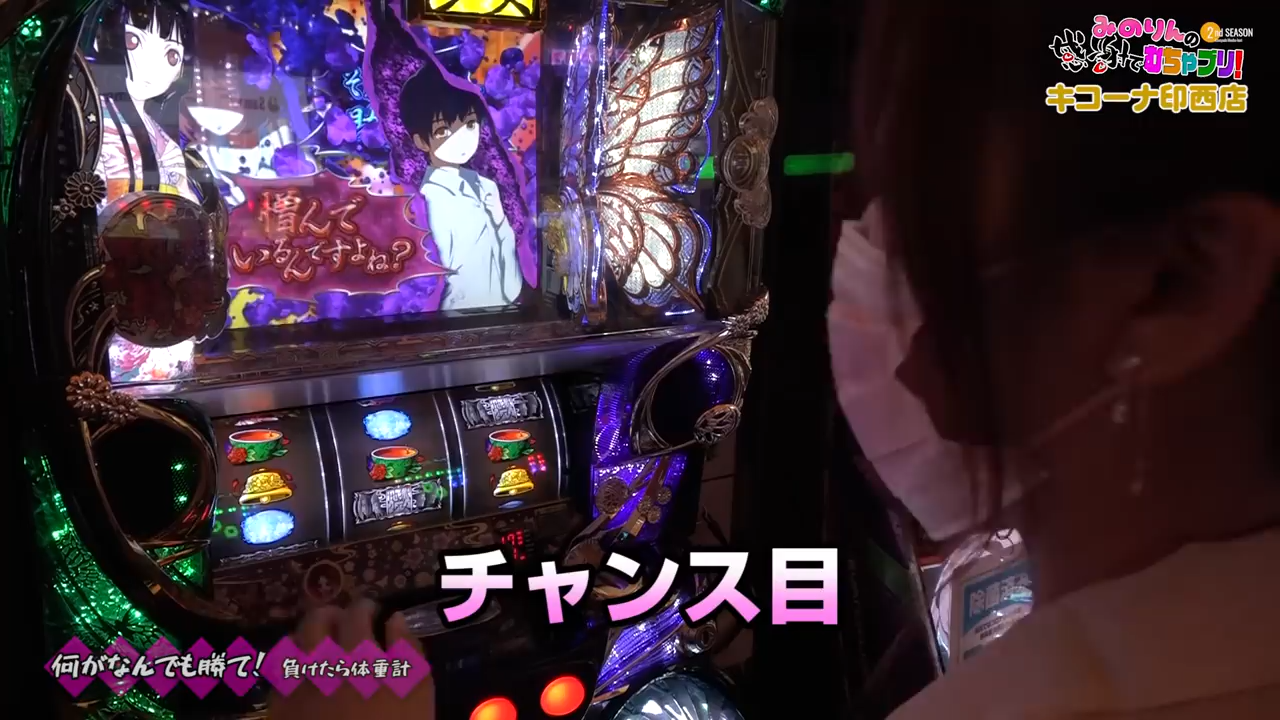 みのりんの
2nd SEASON
むちゃブリ!
キコーナ印西店
憎んで
いるんですよね?
チャンス目
何がなんでも勝て! 負けたら体重計